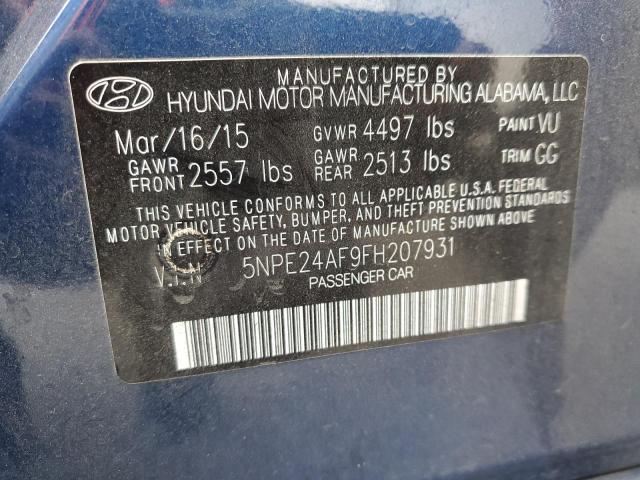 MANUFACTURED BY
HYUNDAI MOTOR MANUFACTURING ALABAMA, LLC
Mar/16/15 GVWR 4497 lbs PAINT VU
GAWR FRONT 2557 lbs GAWR REAR 2513 lbs TRIM GG
THIS VEHICLE CONFORMS TO ALL APPLICABLE U.S.A. FEDERAL
MOTOR VEHICLE SAFETY, BUMPER, AND THEFT PREVENTION STANDARDS
IN EFFECT ON THE DATE OF MANUFACTURE SHOWN ABOVE
V.I.N 5NPE24AF9FH207931
PASSENGER CAR